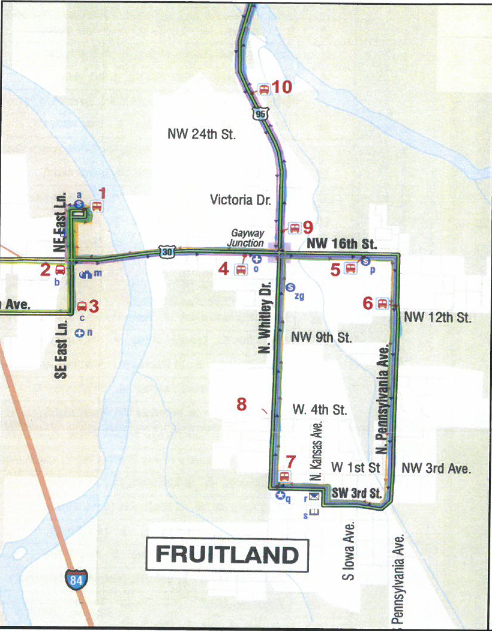 10
95
NW 24th St.
NE East Ln.
a
S
1
Victoria Dr.
Gayway
Junction
9
NW 16th St.
30
2
b
m
4
o
5
S
p
Ave.
3
c
n
S
zg
6
NW 12th St.
SE East Ln.
N. Whitley Dr.
NW 9th St.
N. Pennsylvania Ave.
8
W. 4th St.
N. Kansas Ave.
7
W 1st St
NW 3rd Ave.
q
r
s
SW 3rd St.
S Iowa Ave.
S Pennsylvania Ave.
FRUITLAND
84